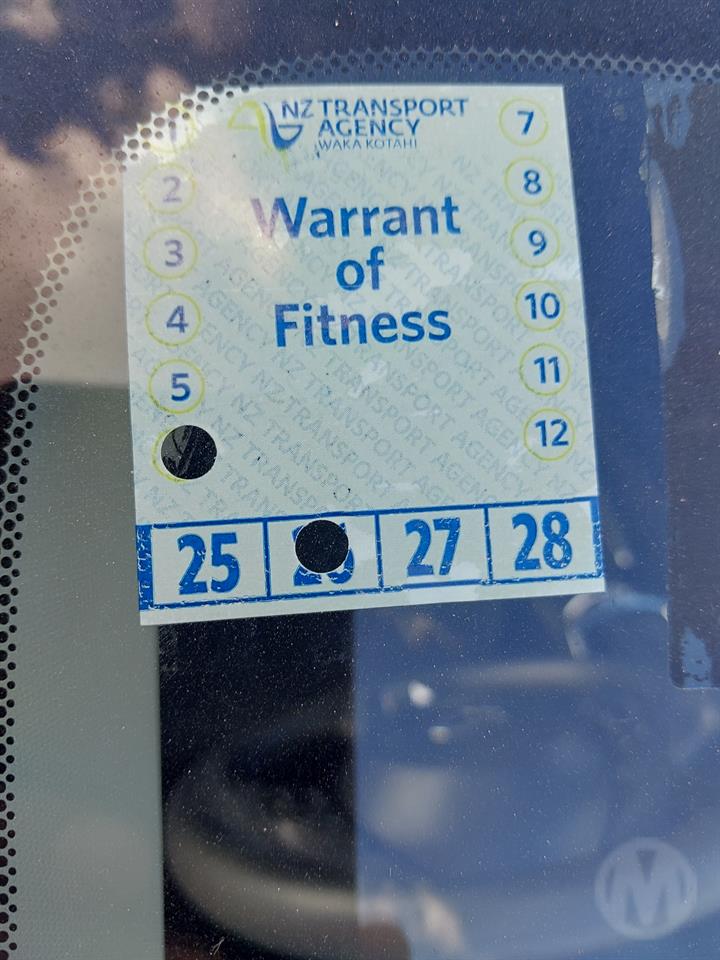 NZ TRANSPORT
AGENCY
WAKA KOTAHI
Warrant
of
Fitness
1
2
3
4
5
7
8
9
10
11
12
25
27
28
M